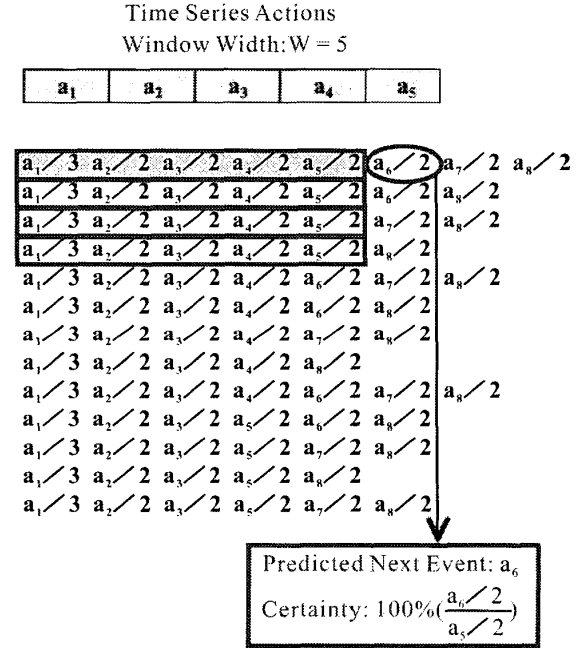 Time Series Actions
Window Width: W = 5
a₁ a₂ a₃ a₄ a₅
a₁／3 a₂／2 a₃／2 a₄／2 a₅／2 a₆／2 a₇／2 a₈／2
a₁／3 a₂／2 a₃／2 a₄／2 a₅／2 a₆／2 a₈／2
a₁／3 a₂／2 a₃／2 a₄／2 a₅／2 a₇／2 a₈／2
a₁／3 a₂／2 a₃／2 a₄／2 a₅／2 a₈／2
a₁／3 a₂／2 a₃／2 a₄／2 a₆／2 a₇／2 a₈／2
a₁／3 a₂／2 a₃／2 a₄／2 a₆／2 a₈／2
a₁／3 a₂／2 a₃／2 a₄／2 a₇／2 a₈／2
a₁／3 a₂／2 a₃／2 a₄／2 a₈／2
a₁／3 a₂／2 a₃／2 a₄／2 a₆／2 a₇／2 a₈／2
a₁／3 a₂／2 a₃／2 a₅／2 a₆／2 a₈／2
a₁／3 a₂／2 a₃／2 a₅／2 a₇／2 a₈／2
a₁／3 a₂／2 a₃／2 a₅／2 a₈／2
a₁／3 a₂／2 a₃／2 a₅／2 a₇／2 a₈／2
Predicted Next Event: a₆
Certainty: 100%(a₆／2
a₅／2)